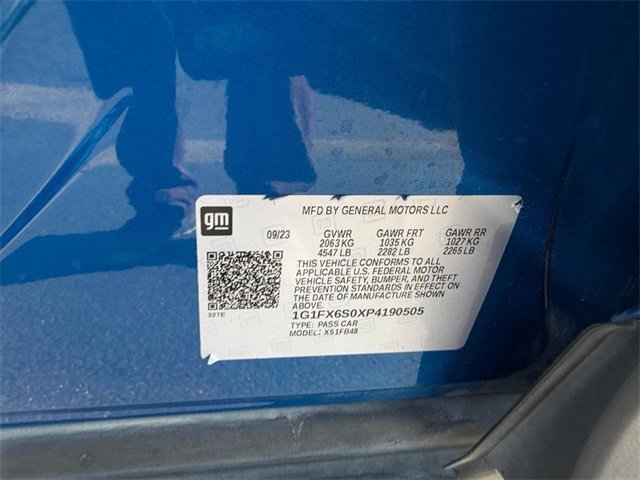 gm
MFD BY GENERAL MOTORS LLC
09/23 GVWR GAWR FRT GAWR RR
2063 KG 1035 KG 1027 KG
4547 LB 2282 LB 2265 LB
THIS VEHICLE CONFORMS TO ALL
APPLICABLE U.S. FEDERAL MOTOR
VEHICLE SAFETY, BUMPER, AND THEFT
PREVENTION STANDARDS IN EFFECT ON
THE DATE OF MANUFACTURE SHOWN
ABOVE.
327E
1G1FX6S0XP4190505
TYPE: PASS CAR
MODEL: X51FB48